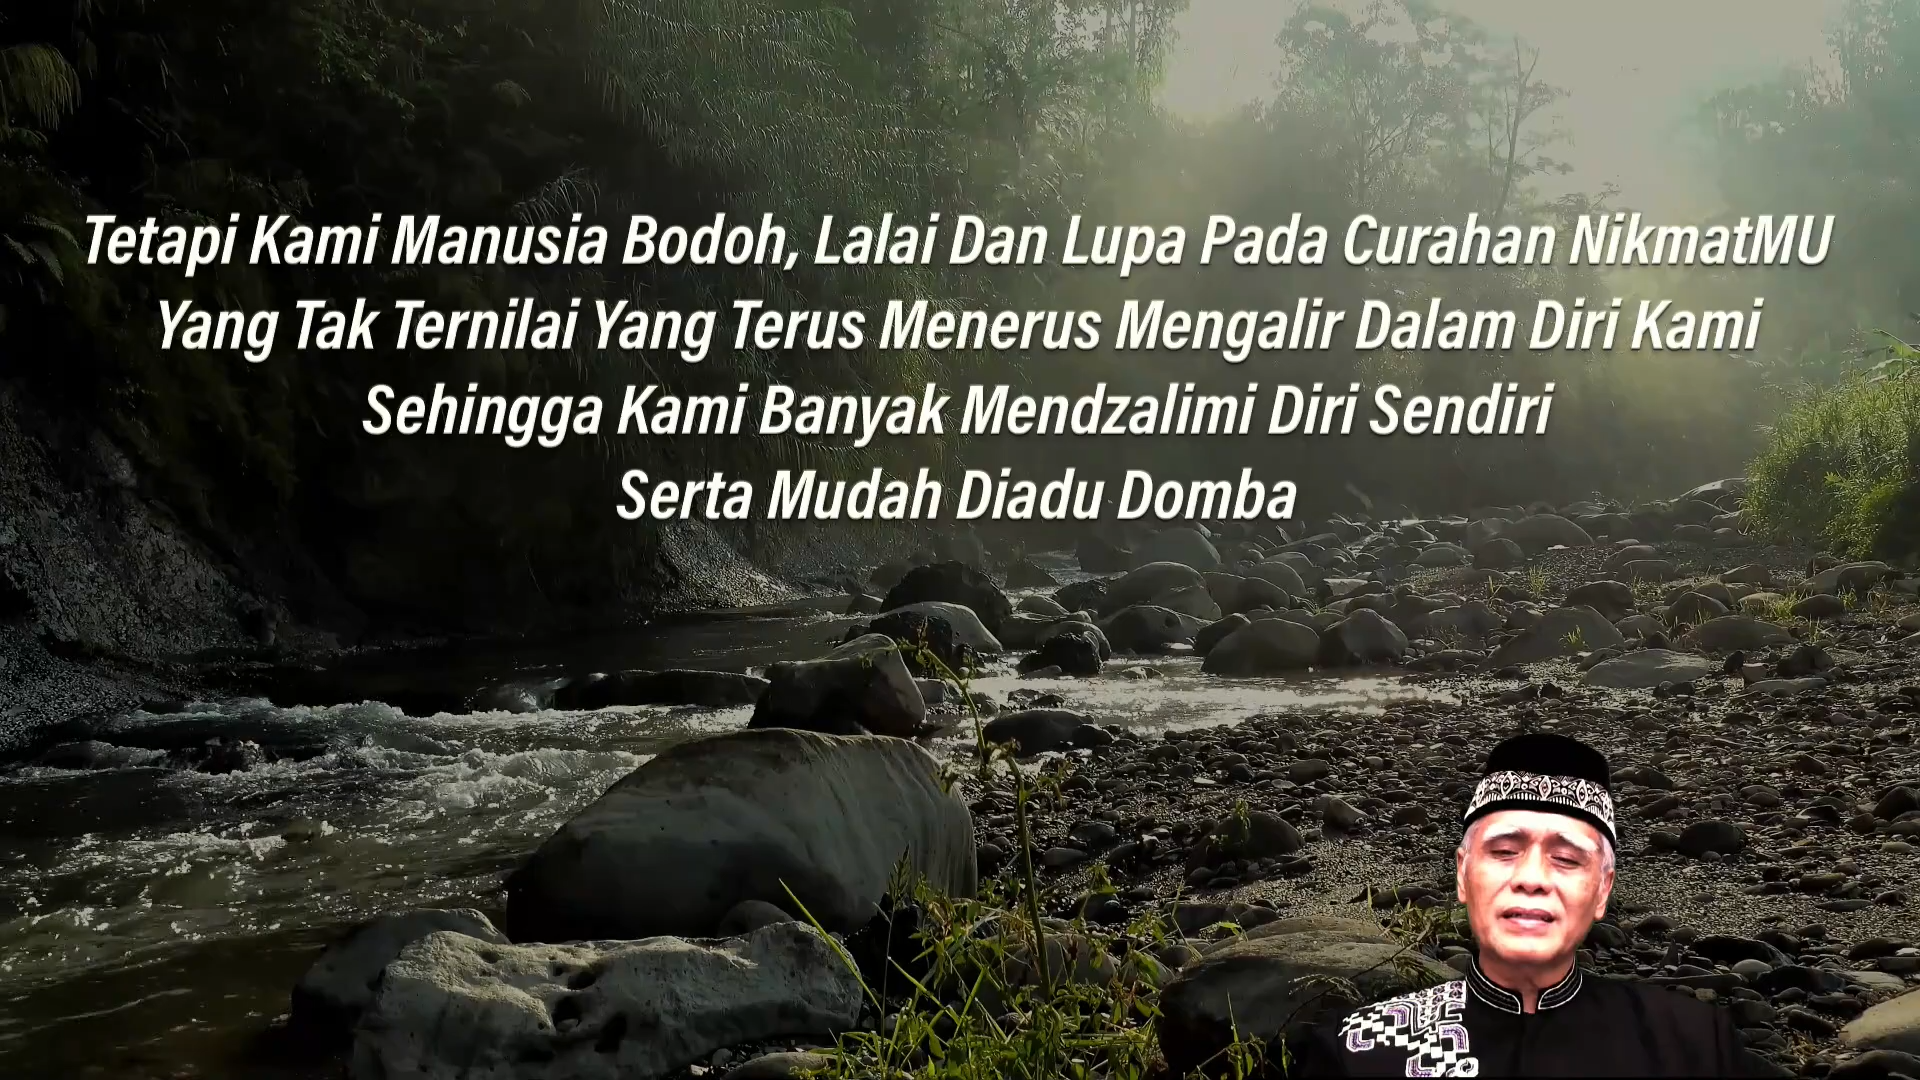 Tetapi Kami Manusia Bodoh, Lalai Dan Lupa Pada Curahan NikmatMU
Yang Tak Ternilai Yang Terus Menerus Mengalir Dalam Diri Kami
Sehingga Kami Banyak Mendzalimi Diri Sendiri
Serta Mudah Diadu Domba